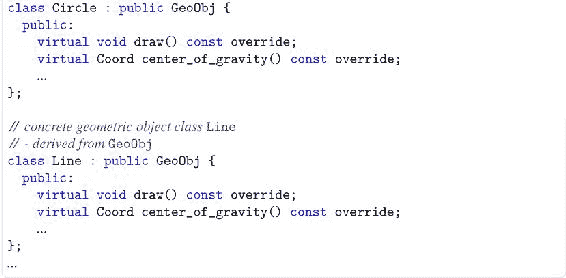 class Circle : public GeoObj {
public:
virtual void draw() const override;
virtual Coord center_of_gravity() const override;
...
};
// concrete geometric object class Line
// - derived from GeoObj
class Line : public GeoObj {
public:
virtual void draw() const override;
virtual Coord center_of_gravity() const override;
...
};
...